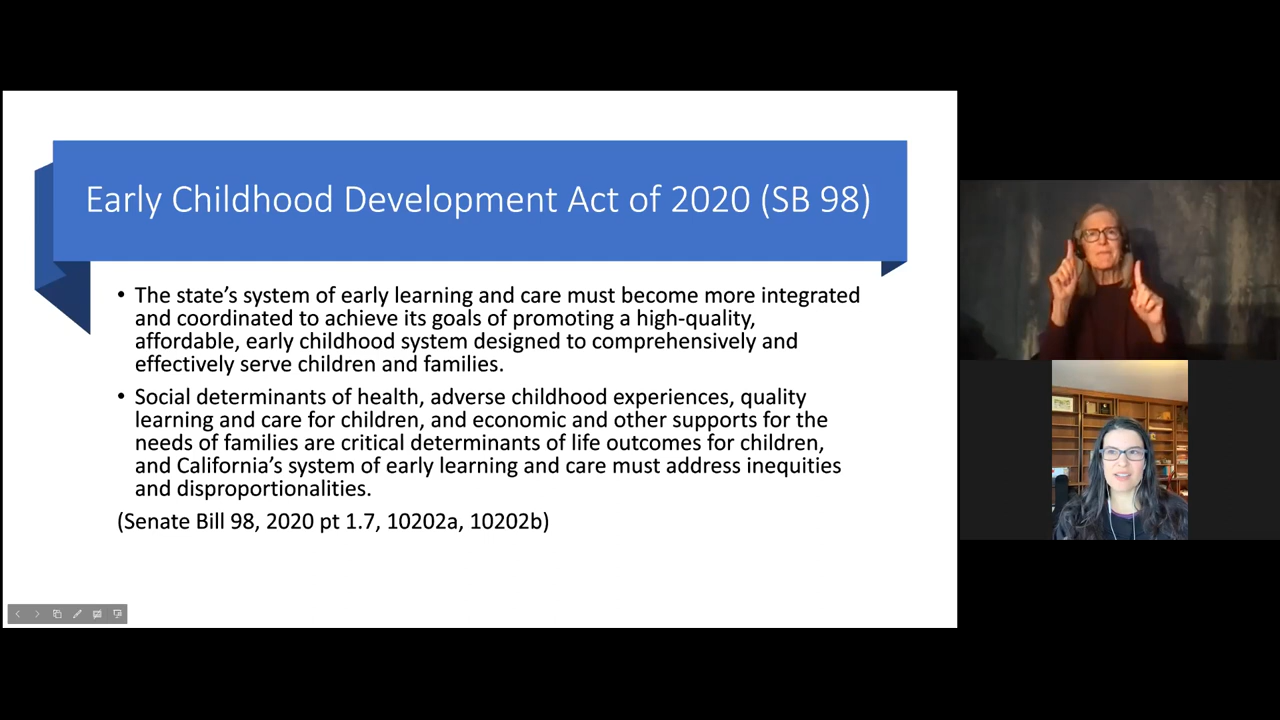 Early Childhood Development Act of 2020 (SB 98)
• The state’s system of early learning and care must become more integrated
and coordinated to achieve its goals of promoting a high-quality,
affordable, early childhood system designed to comprehensively and
effectively serve children and families.
• Social determinants of health, adverse childhood experiences, quality
learning and care for children, and economic and other supports for the
needs of families are critical determinants of life outcomes for children,
and California’s system of early learning and care must address inequities
and disproportionalities.
(Senate Bill 98, 2020 pt 1.7, 10202a, 10202b)